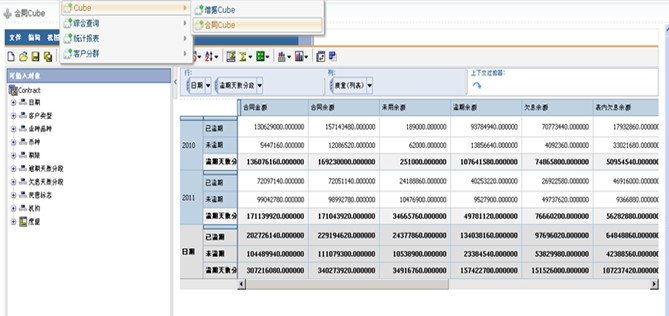 合同Cube
Cube
综合查询
统计报表
客户分群
借据Cube
合同Cube
文件 编辑 视图
可插入对象
Contract
日期
客户类型
业务品种
币种
期限
逾期天数分段
欠息天数分段
机构
度量
行:
日期
逾期天数分段
列:
度量(列表)
上下文过滤器:
合同金额 合同余额 未用余额 逾期余额 欠息余额 表内欠息余额
2010
已逾期 130629000.000000 157143480.000000 189000.000000 93784940.000000 70773440.000000 17932860.000000
未逾期 5447160.000000 12086520.000000 62000.000000 13856640.000000 4092360.000000 33021680.000000
逾期天数分 136076160.000000 169230000.000000 251000.000000 107641580.000000 74865800.000000 50954540.000000
2011
已逾期 72097140.000000 72051140.000000 24188860.000000 40253220.000000 26922580.000000 46916000.000000
未逾期 99042780.000000 98992780.000000 10476900.000000 9527900.000000 49737620.000000 9366880.000000
逾期天数分 171139920.000000 171043920.000000 34665760.000000 49781120.000000 76660200.000000 56282880.000000
日期
已逾期 202726140.000000 229194620.000000 24377860.000000 134038160.000000 97696020.000000 64848860.000000
未逾期 104489940.000000 111079300.000000 10538900.000000 23384540.000000 53829980.000000 42388560.000000
逾期天数分 307216080.000000 340273920.000000 34916760.000000 157422700.000000 151526000.000000 107237420.000000